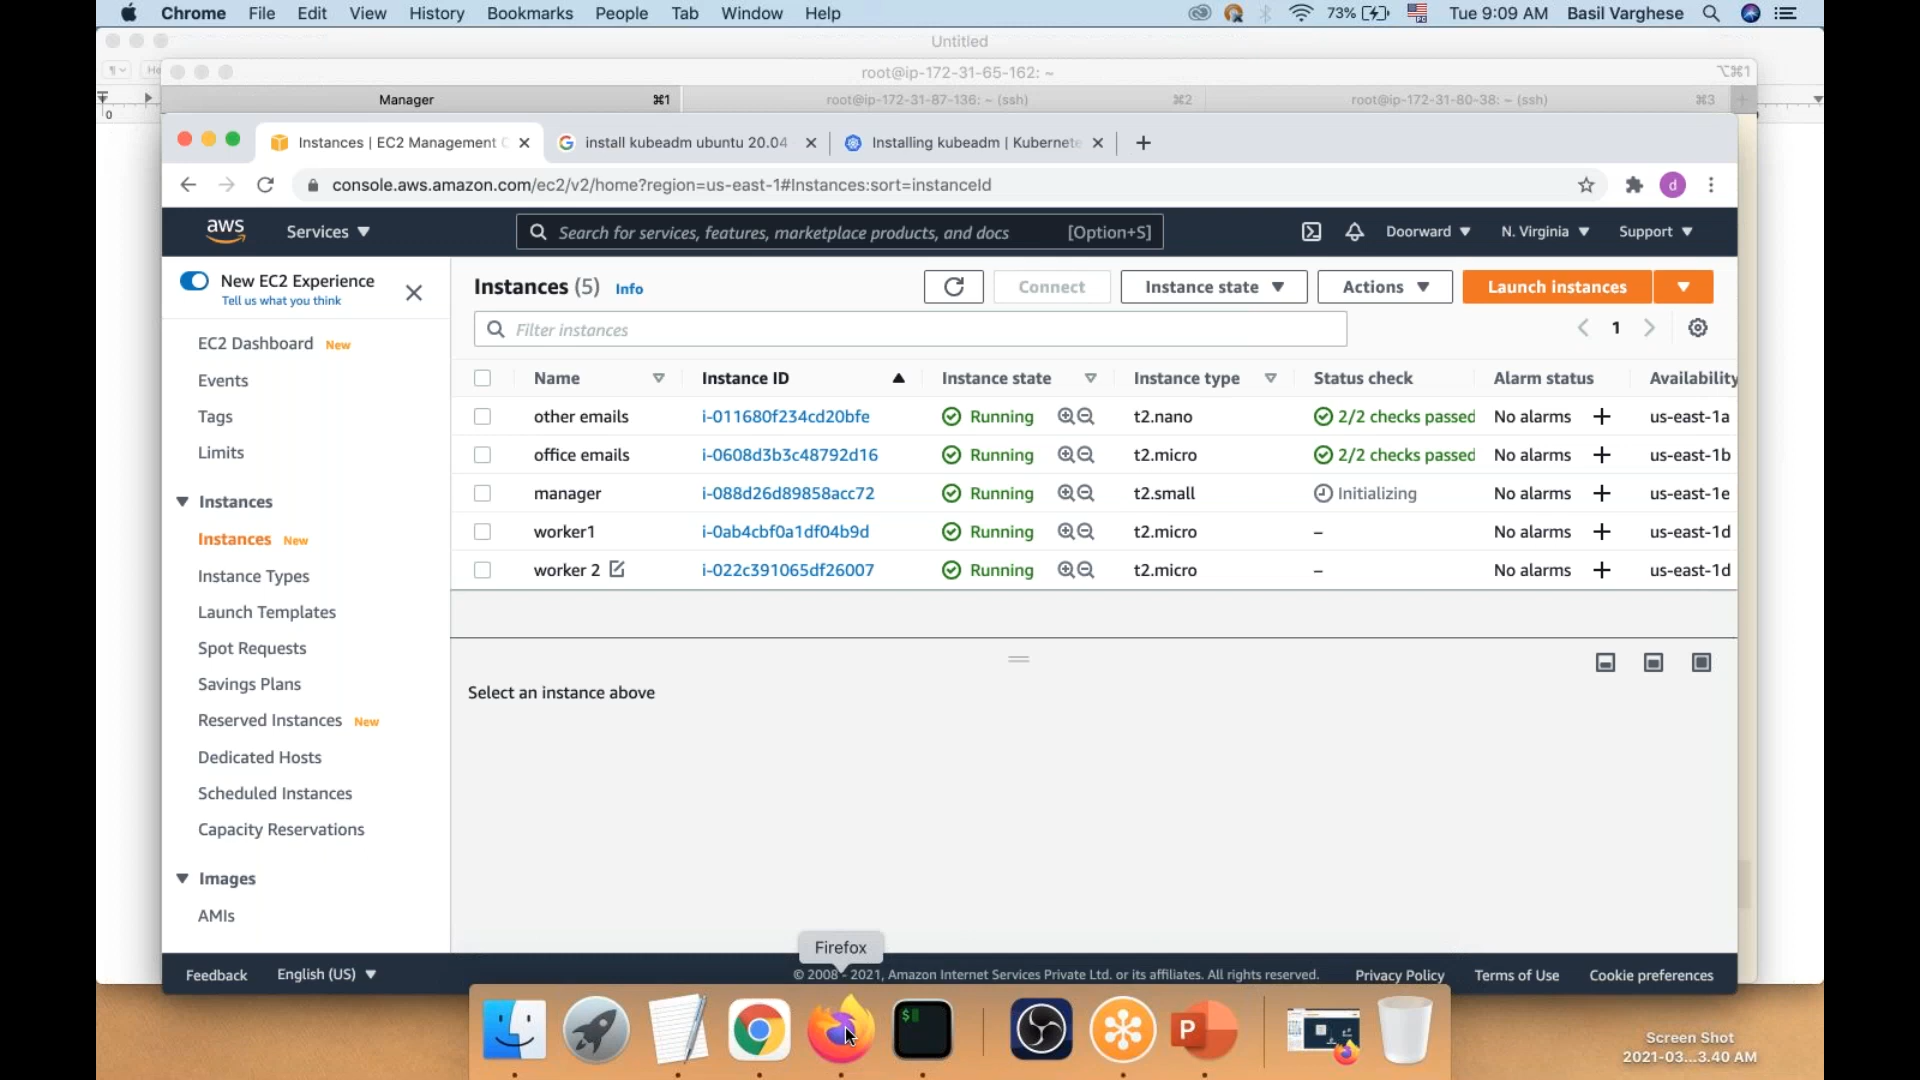 Chrome File Edit View History Bookmarks People Tab Window Help 73% Tue 9:09 AM Basil Varghese
Untitled
root@ip-172-31-65-162: ~ ⌥⌘1
Manager ⌘1 root@ip-172-31-87-136: ~ (ssh) ⌘2 root@ip-172-31-80-38: ~ (ssh) ⌘3
Instances | EC2 Management C install kubeadm ubuntu 20.04 Installing kubeadm | Kubernete
console.aws.amazon.com/ec2/v2/home?region=us-east-1#Instances:sort=instanceId d
aws Services Search for services, features, marketplace products, and docs [Option+S] Doorward N. Virginia Support
New EC2 Experience
Tell us what you think
EC2 Dashboard New
Events
Tags
Limits
Instances
Instances New
Instance Types
Launch Templates
Spot Requests
Savings Plans
Reserved Instances New
Dedicated Hosts
Scheduled Instances
Capacity Reservations
Images
AMIs
Instances (5) Info Connect Instance state Actions Launch instances
Filter instances 1
Name Instance ID Instance state Instance type Status check Alarm status Availability
other emails i-011680f234cd20bfe Running t2.nano 2/2 checks passed No alarms + us-east-1a
office emails i-0608d3b3c48792d16 Running t2.micro 2/2 checks passed No alarms + us-east-1b
manager i-088d26d89858acc72 Running t2.small Initializing No alarms + us-east-1e
worker1 i-0ab4cbf0a1df04b9d Running t2.micro – No alarms + us-east-1d
worker 2 i-022c391065df26007 Running t2.micro – No alarms + us-east-1d
Select an instance above
Firefox
Feedback English (US) © 2008 - 2021, Amazon Internet Services Private Ltd. or its affiliates. All rights reserved. Privacy Policy Terms of Use Cookie preferences
$
P
Screen Shot
2021-03...3.40 AM